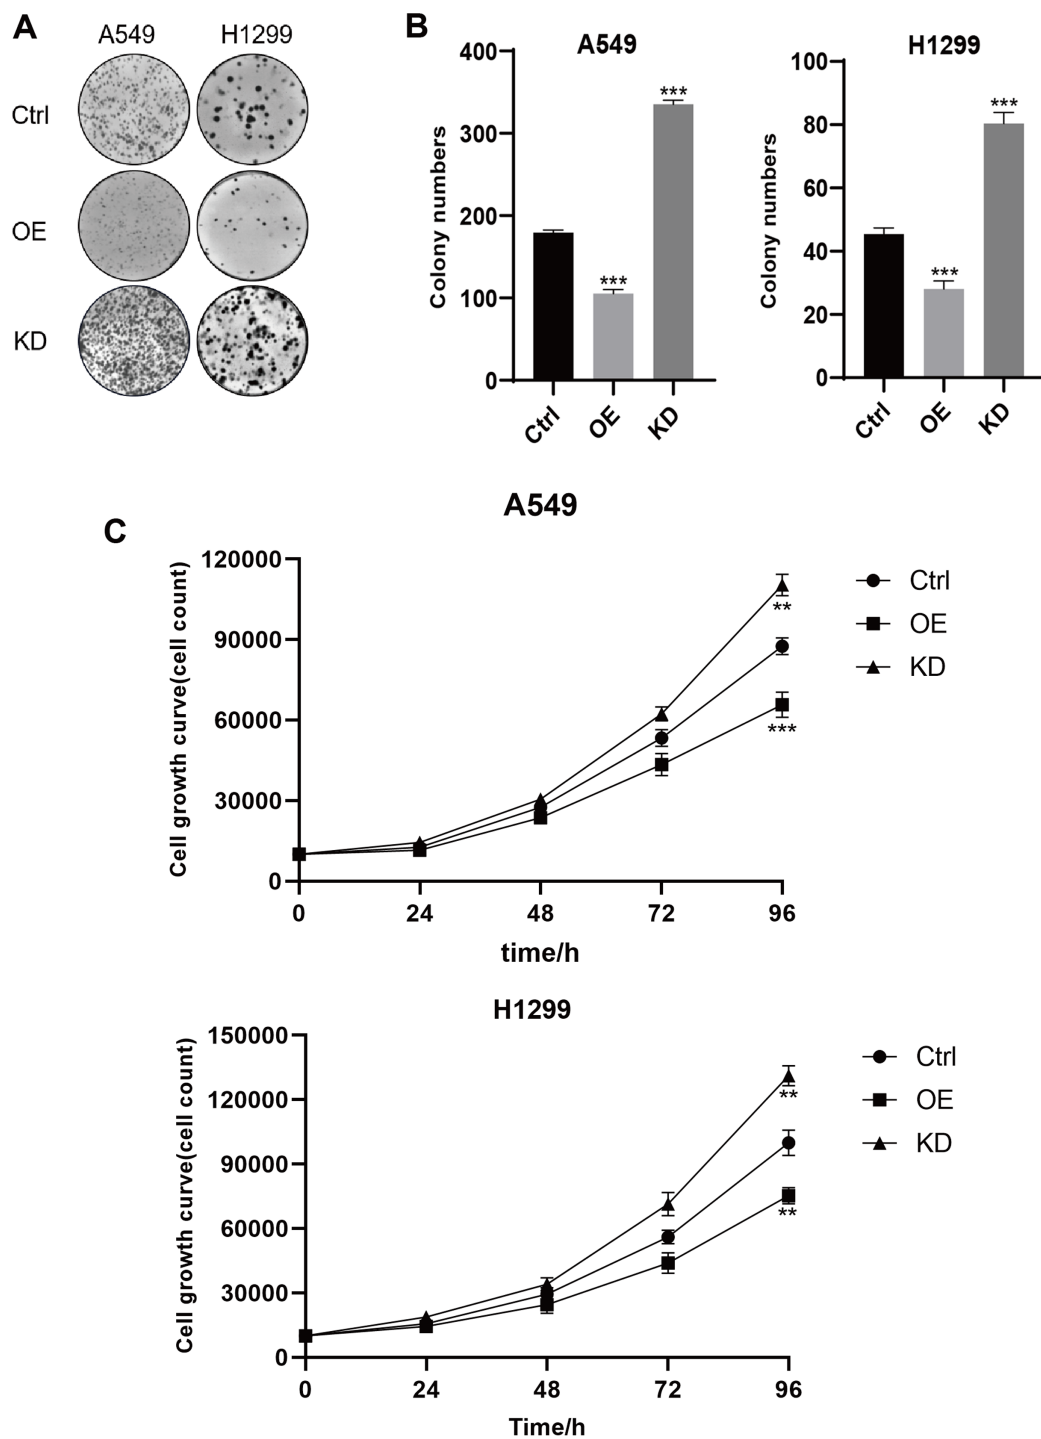 A
A549
H1299
Ctrl
OE
KD
B
A549
Colony numbers
400
300
200
100
0
***
***
Ctrl
OE
KD
H1299
Colony numbers
100
80
60
40
20
0
***
***
Ctrl
OE
KD
C
A549
Cell growth curve(cell count)
120000
90000
60000
30000
0
**
***
0
24
48
72
96
time/h
Ctrl
OE
KD
H1299
Cell growth curve(cell count)
150000
120000
90000
60000
30000
0
**
**
0
24
48
72
96
Time/h
Ctrl
OE
KD